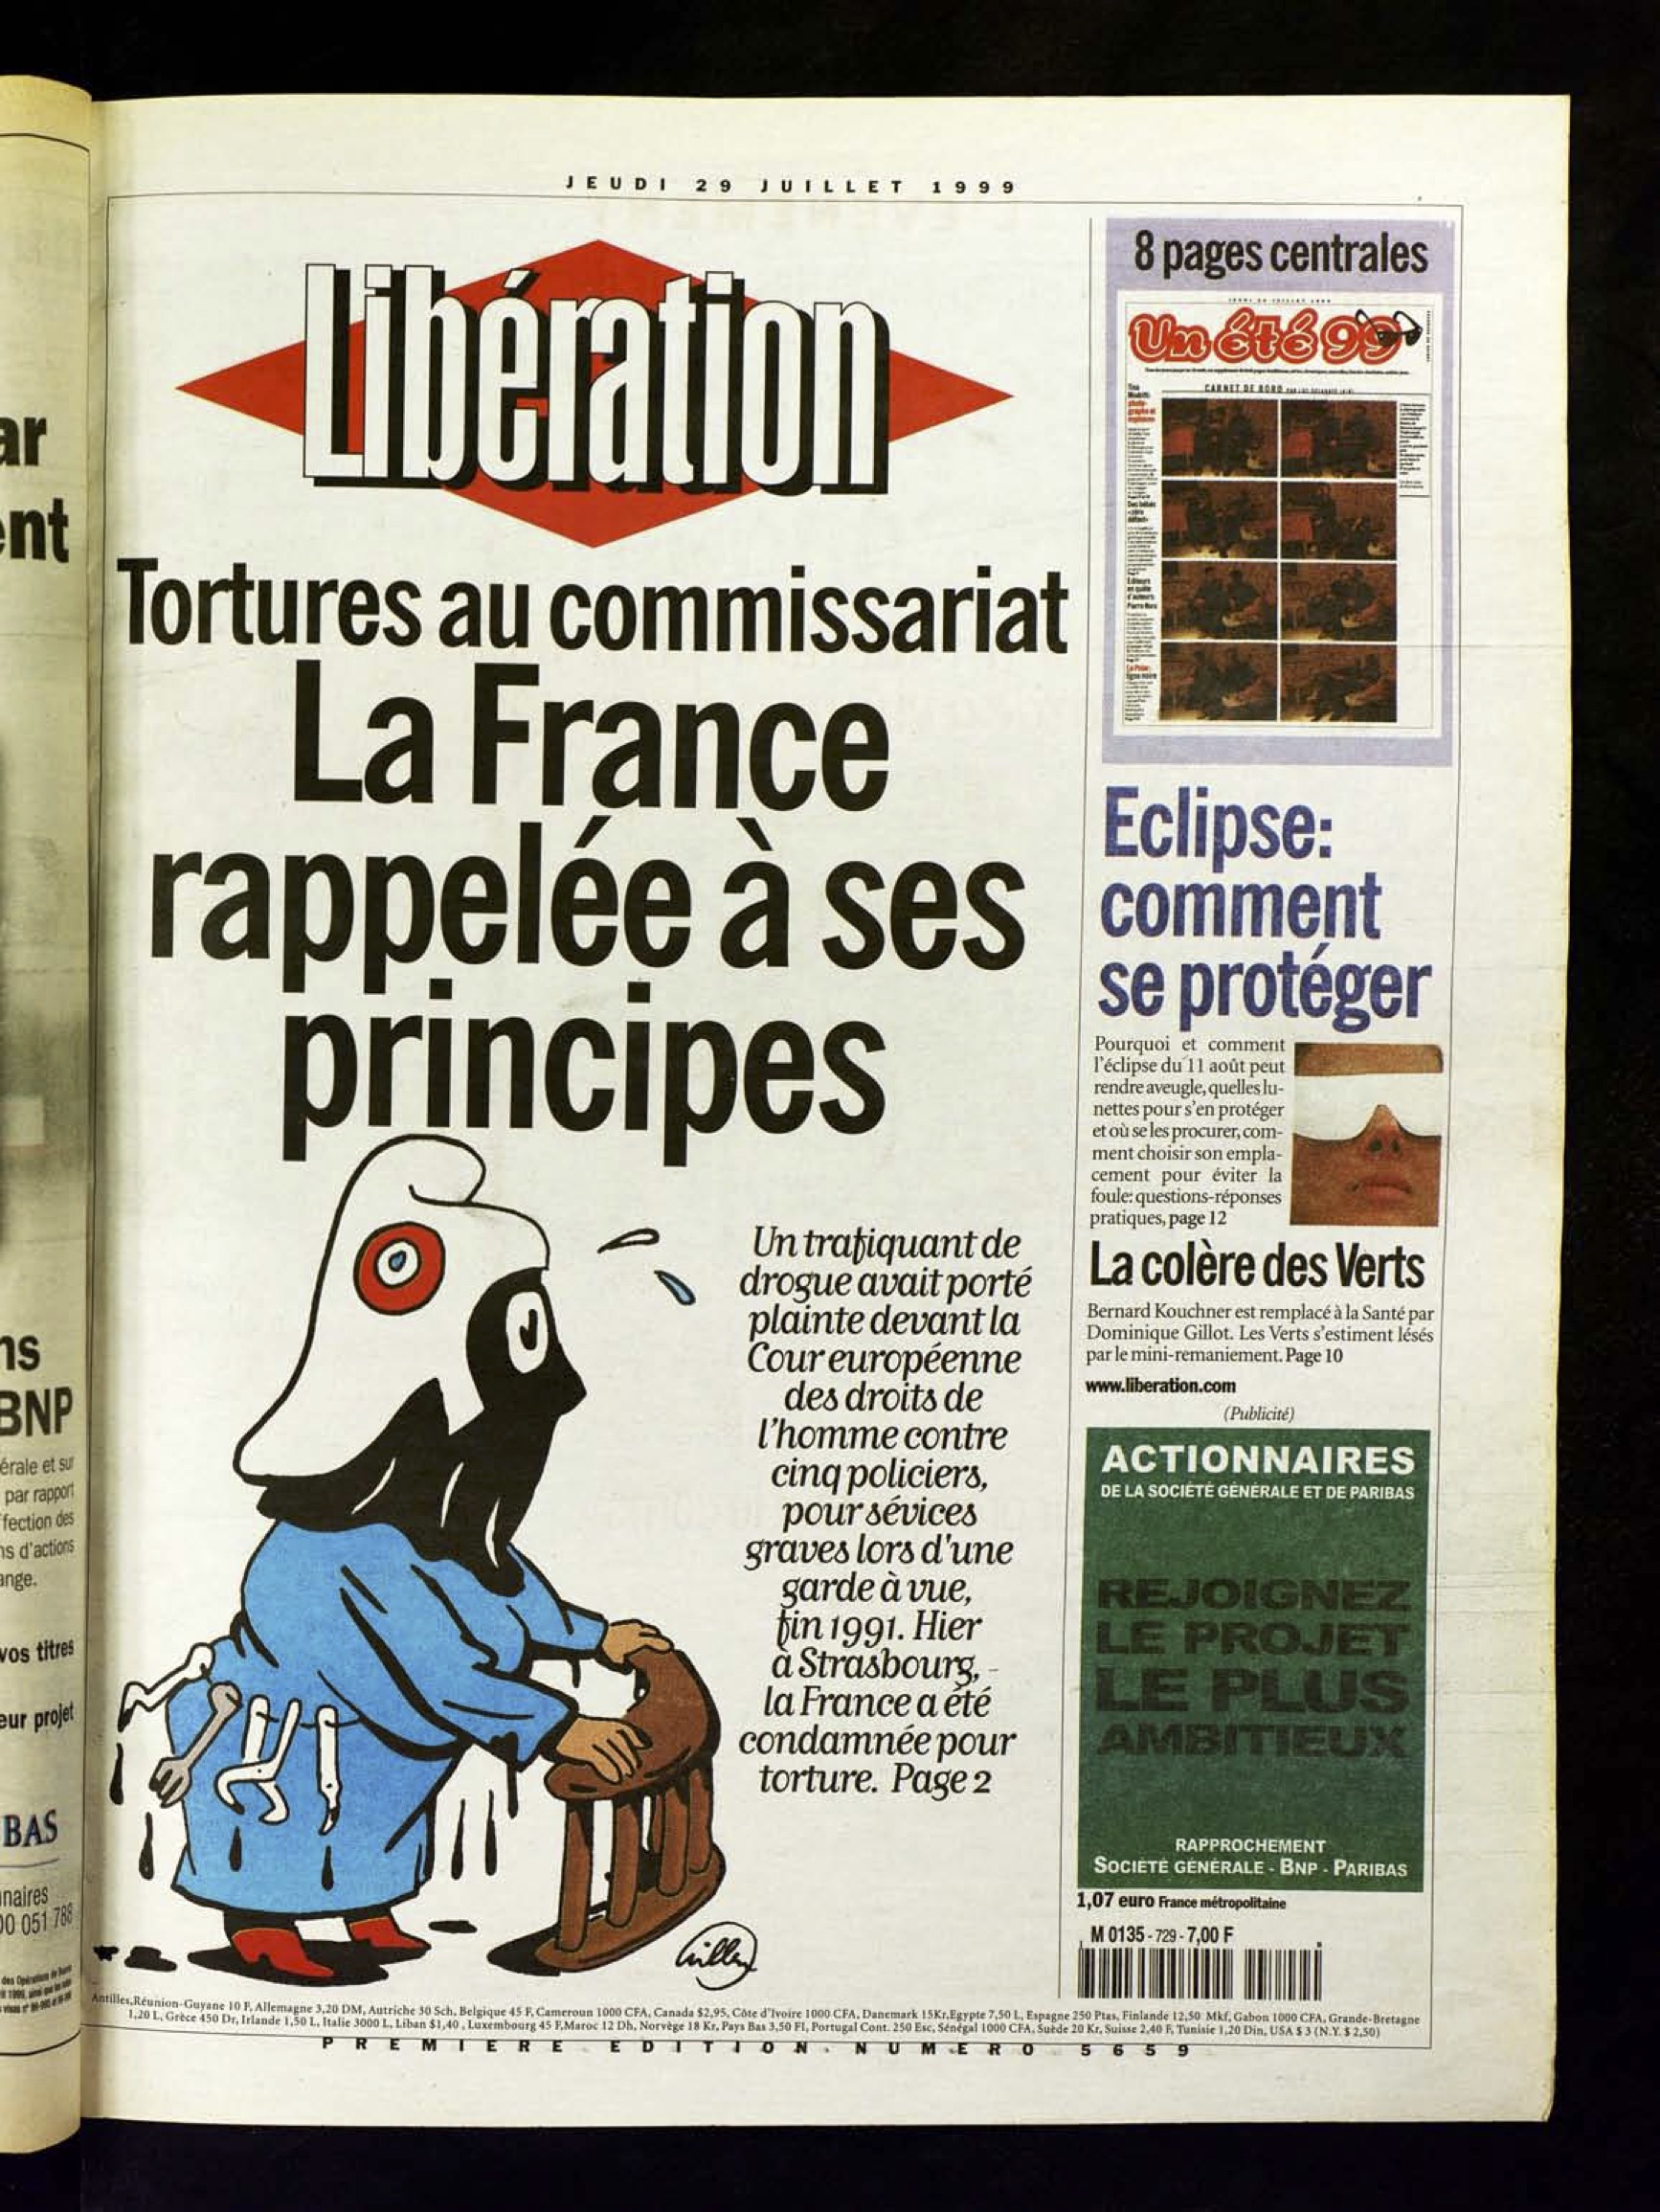 JEUDI 29 JUILLET 1999
Libération
Tortures au commissariat
La France
rappelée à ses
principes
Un trafiquant de
drogue avait porté
plainte devant la
Cour européenne
des droits de
l'homme contre
cinq policiers,
pour sévices
graves lors d'une
garde à vue,
fin 1991. Hier
à Strasbourg,
la France a été
condamnée pour
torture. Page 2
Willem
8 pages centrales
Un été 99
CARNET DE BORD
Eclipse:
comment
se protéger
Pourquoi et comment
l'éclipse du 11 août peut
rendre aveugle, quelles lu-
nettes pour s'en protéger
et où se les procurer, com-
ment choisir son empla-
cement pour éviter la
foule: questions-réponses
pratiques, page 12
La colère des Verts
Bernard Kouchner est remplacé à la Santé par
Dominique Gillot. Les Verts s'estiment lésés
par le mini-remaniement. Page 10
www.liberation.com
(Publicité)
ACTIONNAIRES
DE LA SOCIÉTÉ GÉNÉRALE ET DE PARIBAS
REJOIGNEZ
LE PROJET
LE PLUS
AMBITIEUX
RAPPROCHEMENT
SOCIÉTÉ GÉNÉRALE - BNP - PARIBAS
1,07 euro France métropolitaine
M 0135 - 729 - 7,00 F
Antilles,Réunion-Guyane 10 F, Allemagne 3,20 DM, Autriche 30 Sch, Belgique 45 F, Cameroun 1000 CFA, Canada $2,95, Côte d'Ivoire 1000 CFA, Danemark 15Kr,Egypte 7,50 L, Espagne 250 Ptas, Finlande 12,50 Mkf, Gabon 1000 CFA, Grande-Bretagne
1,20 L, Grèce 450 Dr, Irlande 1,50 L, Italie 3000 L, Liban $1,40, Luxembourg 45 F,Maroc 12 Dh, Norvège 18 Kr, Pays Bas 3,50 Fl, Portugal Cont. 250 Esc, Sénégal 1000 CFA, Suède 20 Kr, Suisse 2,40 F, Tunisie 1,20 Din, USA $ 3 (N.Y. $ 2,50)
PREMIERE EDITION. NUMERO 5659
ar
ent
ns
BNP
érale et sur
par rapport
fection des
ns d'actions
ange.
vos titres
eur projet
BAS
nnaires
00 051 788